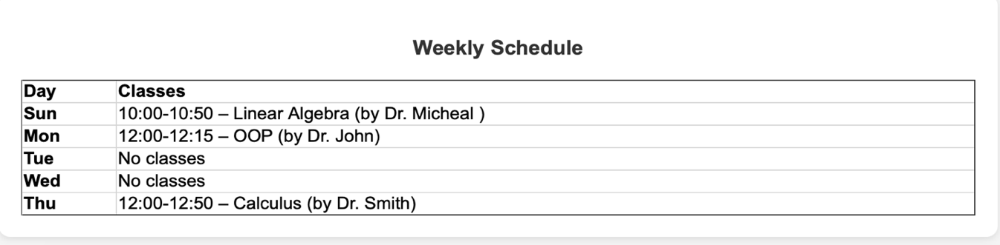 Weekly Schedule
Day Classes
Sun 10:00-10:50 – Linear Algebra (by Dr. Micheal )
Mon 12:00-12:15 – OOP (by Dr. John)
Tue No classes
Wed No classes
Thu 12:00-12:50 – Calculus (by Dr. Smith)